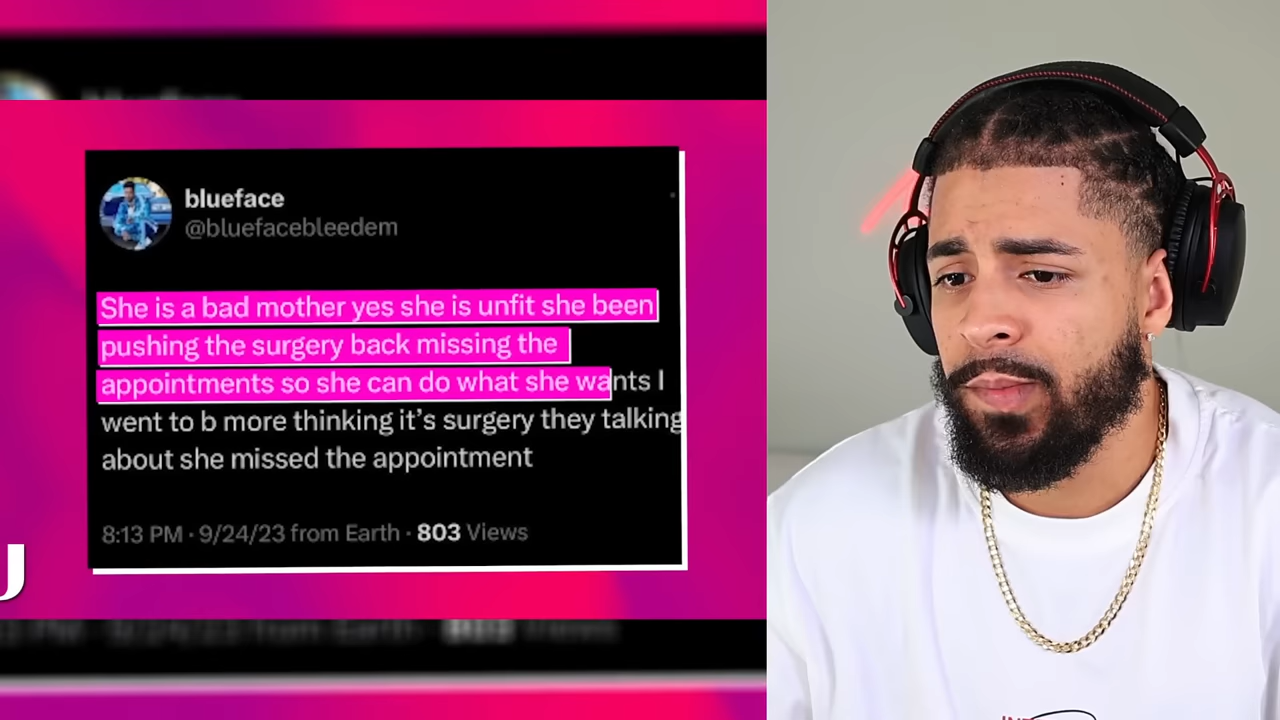 blueface
@bluefacebleedem
She is a bad mother yes she is unfit she been
pushing the surgery back missing the
appointments so she can do what she wants I
went to b more thinking it's surgery they talking
about she missed the appointment
8:13 PM · 9/24/23 from Earth · 803 Views